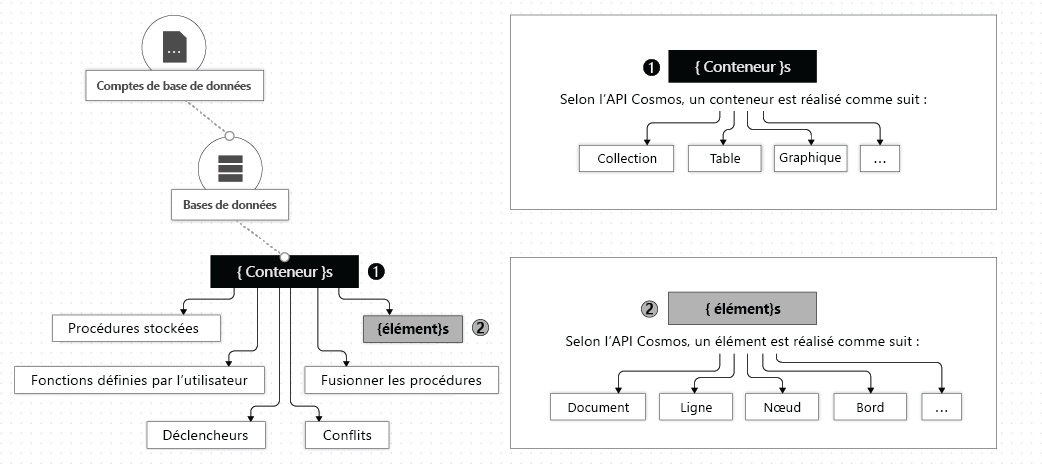 ...
Comptes de base de données
Bases de données
{ Conteneur }s
1
Procédures stockées
{élément}s
2
Fonctions définies par l'utilisateur
Fusionner les procédures
Déclencheurs
Conflits
1
{ Conteneur }s
Selon l'API Cosmos, un conteneur est réalisé comme suit :
Collection
Table
Graphique
...
2
{ élément}s
Selon l'API Cosmos, un élément est réalisé comme suit :
Document
Ligne
Nœud
Bord
...